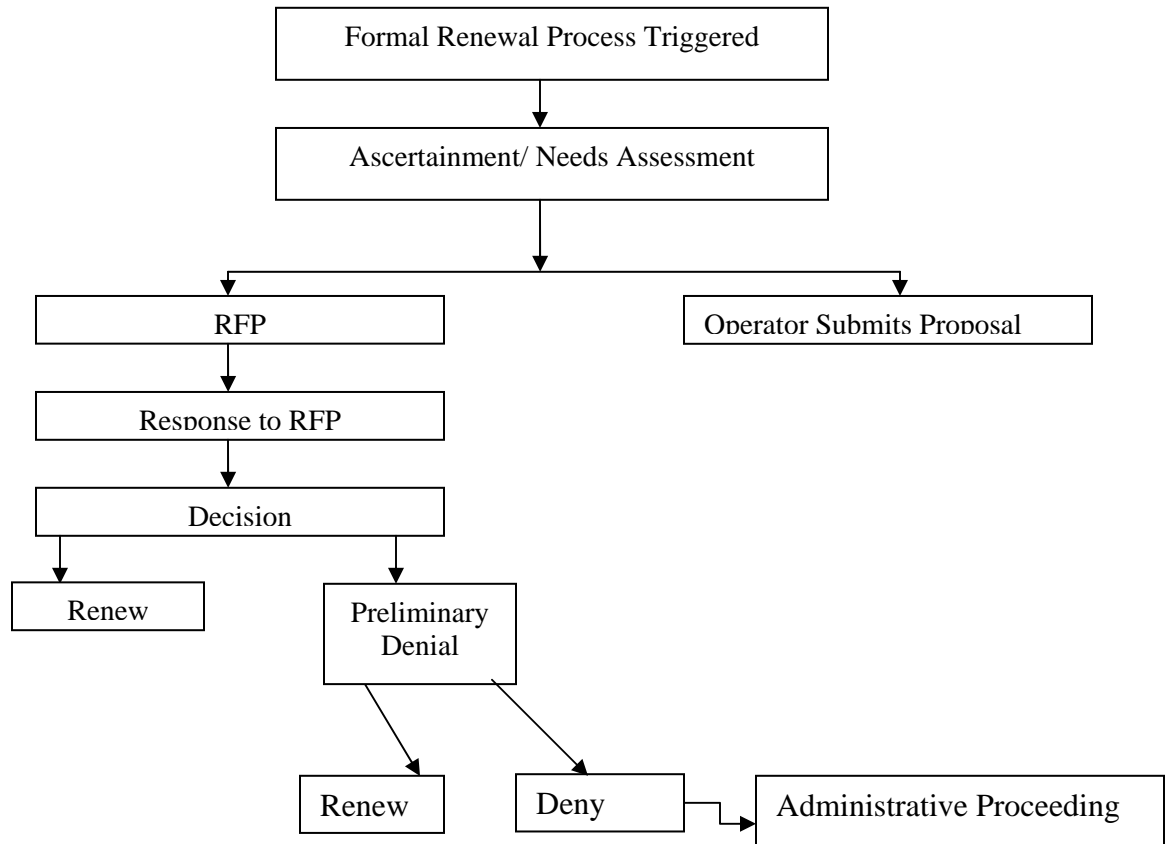 Formal Renewal Process Triggered
Ascertainment/ Needs Assessment
RFP
Operator Submits Proposal
Response to RFP
Decision
Renew
Preliminary
Denial
Renew
Deny
Administrative Proceeding